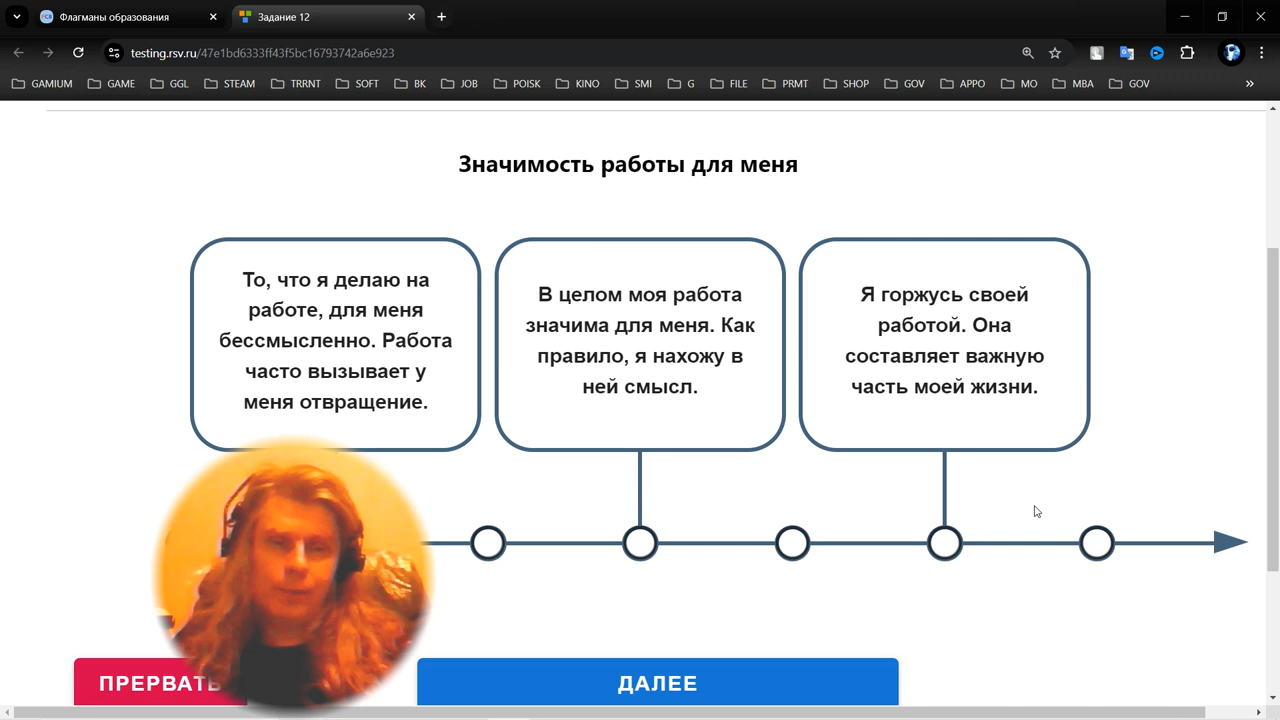 Флагманы образования
Задание 12
testing.rsv.ru/47e1bd6333ff43f5bc16793742a6e923
GAMIUM GAME GGL STEAM TRRNT SOFT BK JOB POISK KINO SMI G FILE PRMT SHOP GOV APPO MO MBA GOV
Значимость работы для меня
То, что я делаю на
работе, для меня
бессмысленно. Работа
часто вызывает у
меня отвращение.
В целом моя работа
значима для меня. Как
правило, я нахожу в
ней смысл.
Я горжусь своей
работой. Она
составляет важную
часть моей жизни.
ПРЕРВАТЬ
ДАЛЕЕ